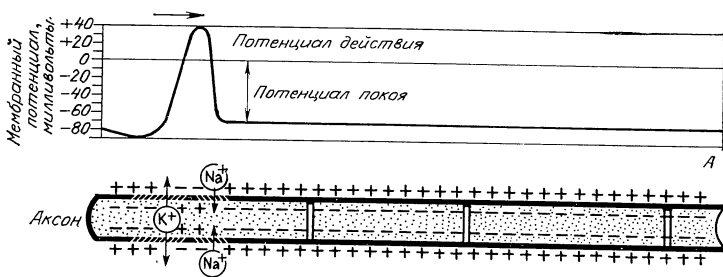 Мембранный
потенциал,
милливольты.
+40
+20
0
-20
-40
-60
-80
Потенциал действия
Потенциал покоя
А
Аксон
+++ --- Na⁺ ++++++++++++++++++++++++++++++++
K⁺
Na⁺